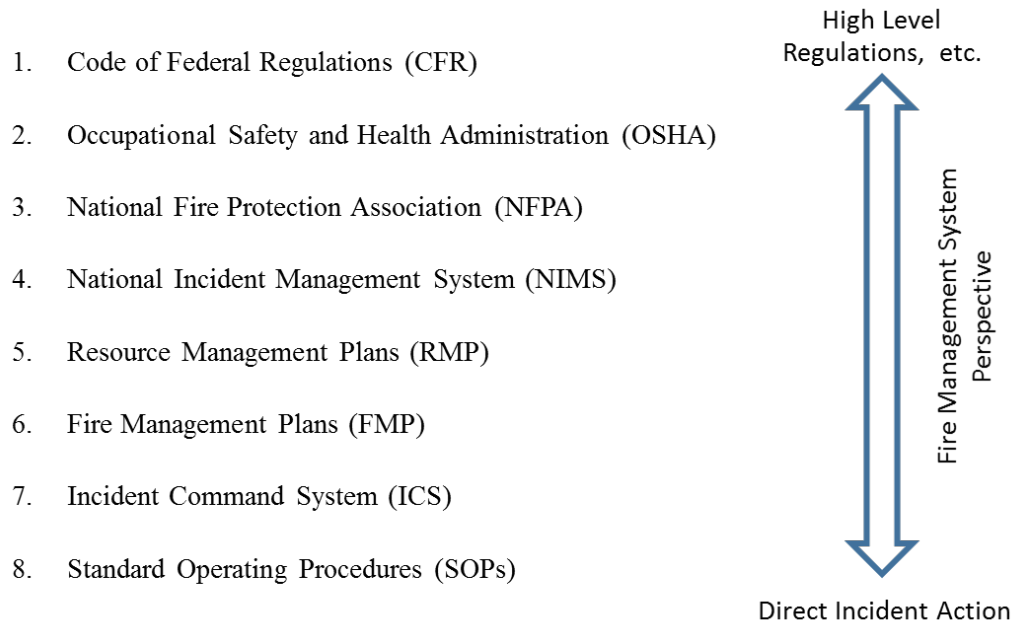 High Level
Regulations, etc.
1. Code of Federal Regulations (CFR)
2. Occupational Safety and Health Administration (OSHA)
3. National Fire Protection Association (NFPA)
4. National Incident Management System (NIMS)
5. Resource Management Plans (RMP)
6. Fire Management Plans (FMP)
7. Incident Command System (ICS)
8. Standard Operating Procedures (SOPs)
Fire Management System
Perspective
Direct Incident Action